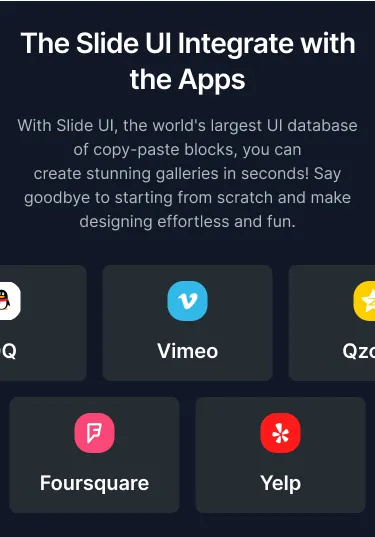 The Slide UI Integrate with
the Apps
With Slide UI, the world's largest UI database
of copy-paste blocks, you can
create stunning galleries in seconds! Say
goodbye to starting from scratch and make
designing effortless and fun.
Q
Vimeo
Qzo
Foursquare
Yelp